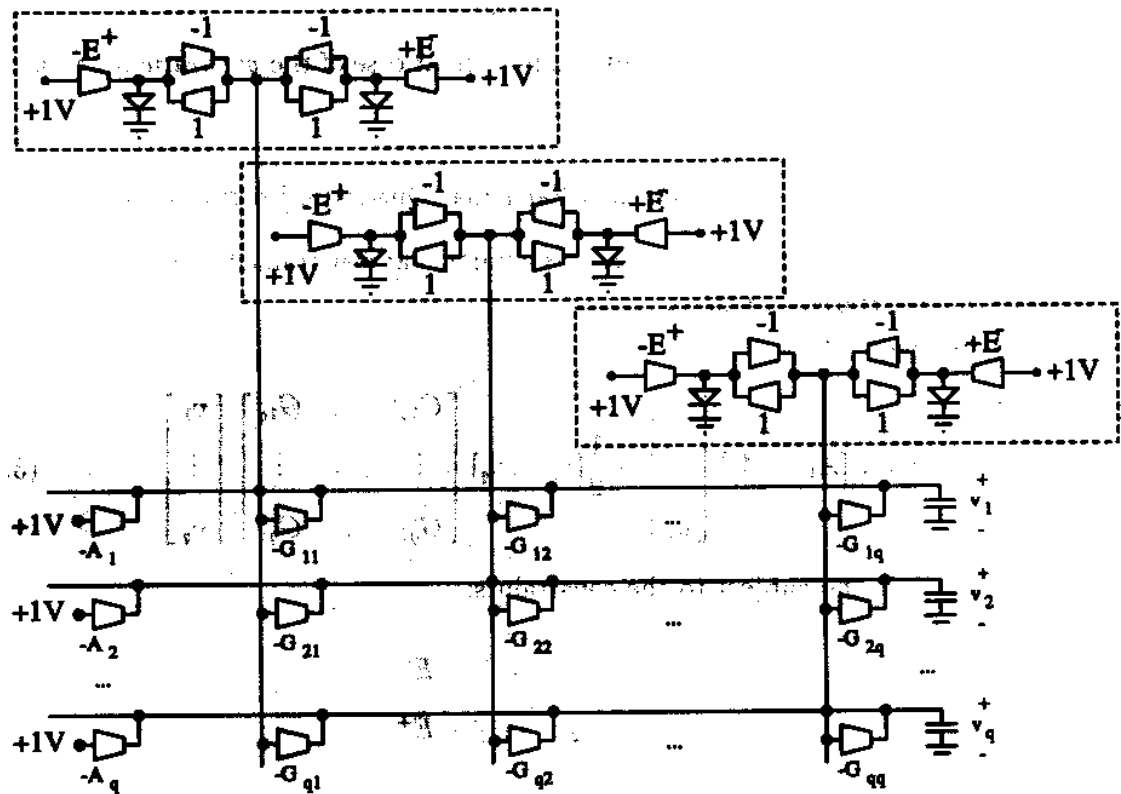 -1 -1
-E+ +E-
+1V +1V
1 1
-1 -1
-E+ +E-
+1V +1V
1 1
-1 -1
-E+ +E-
+1V +1V
1 1
+1V ... v1 + -
-A1 -G11 -G12 -G1q
+1V ... v2 + -
-A2 -G21 -G22 -G2q
... ...
+1V ... vq + -
-Aq -Gq1 -Gq2 -Gqq